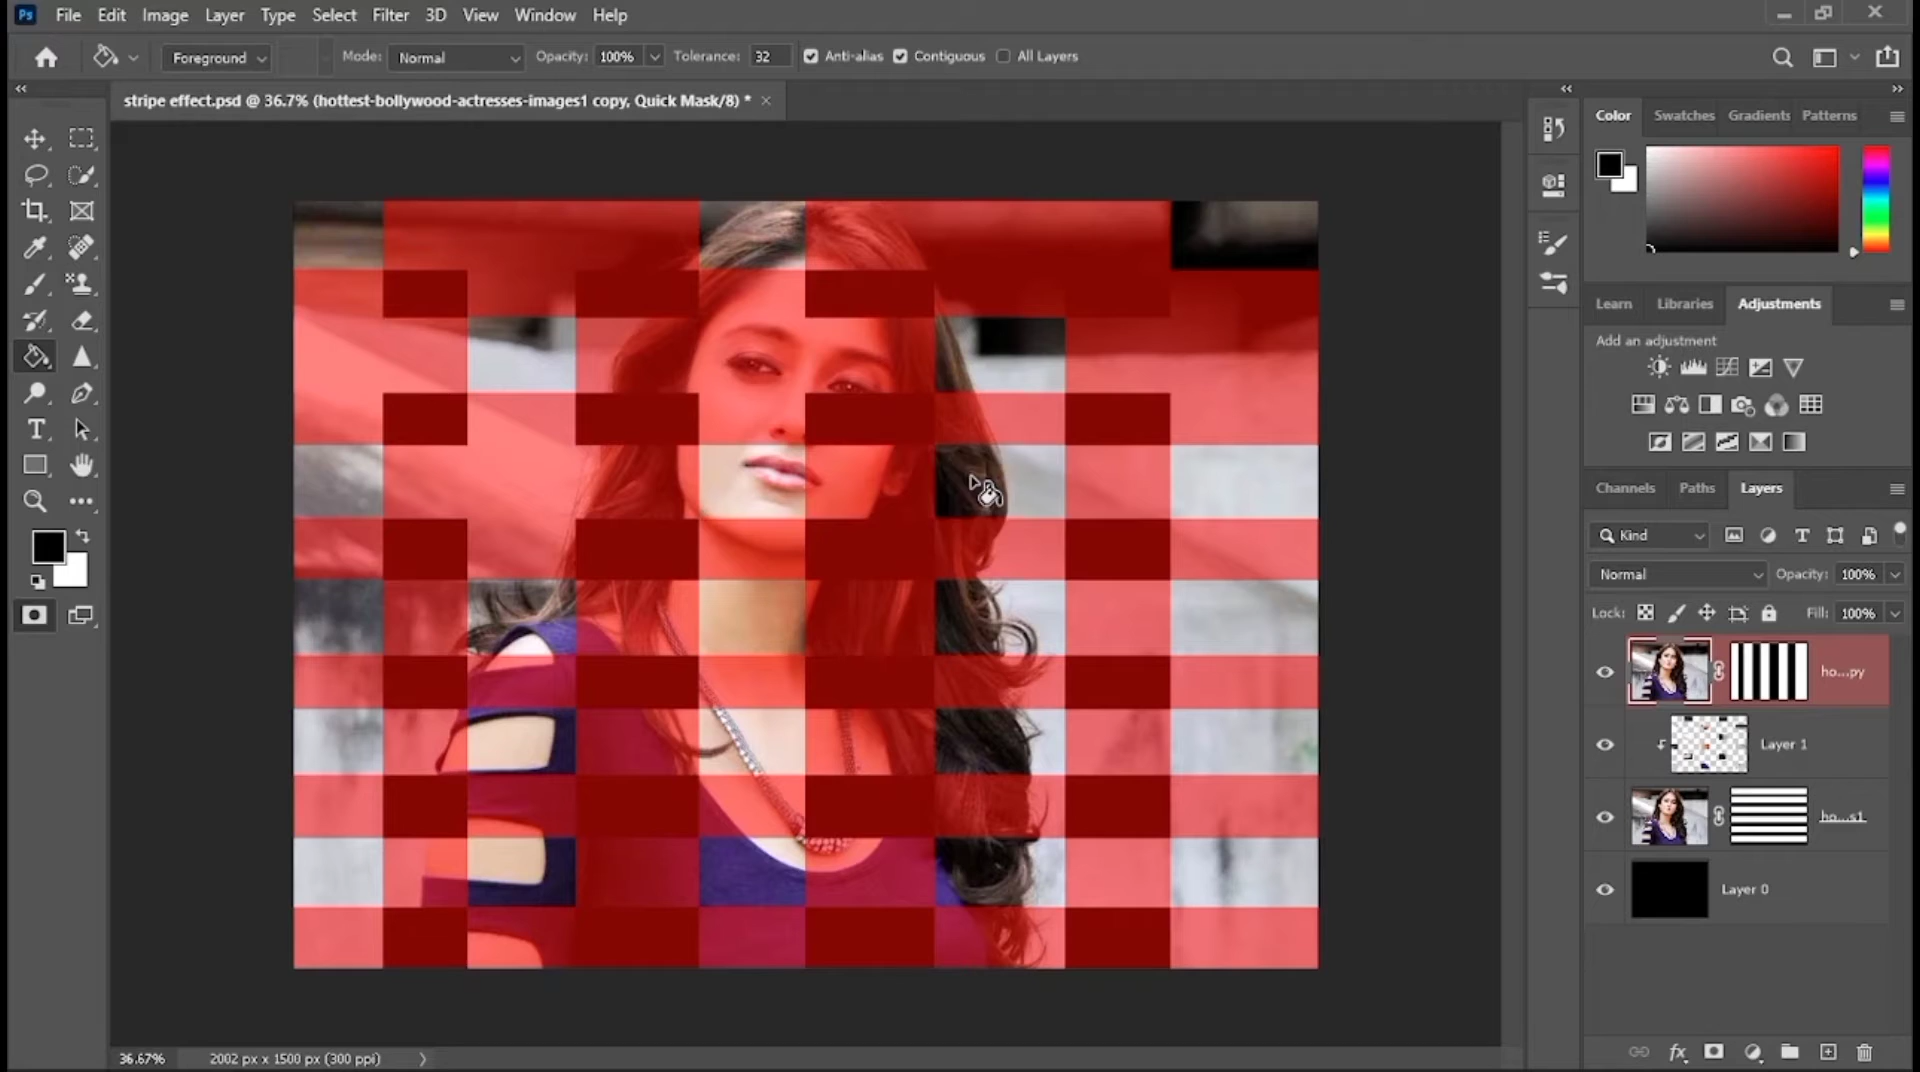 Ps File Edit Image Layer Type Select Filter 3D View Window Help
Foreground Mode: Normal Opacity: 100% Tolerance: 32 Anti-alias Contiguous All Layers
stripe effect.psd @ 36.7% (hottest-bollywood-actresses-images1 copy, Quick Mask/8) *
Color Swatches Gradients Patterns
Learn Libraries Adjustments
Add an adjustment
Channels Paths Layers
Kind
Normal Opacity: 100%
Lock: Fill: 100%
ho...py
Layer 1
ho...s1
Layer 0
36.67% 2002 px x 1500 px (300 ppi)